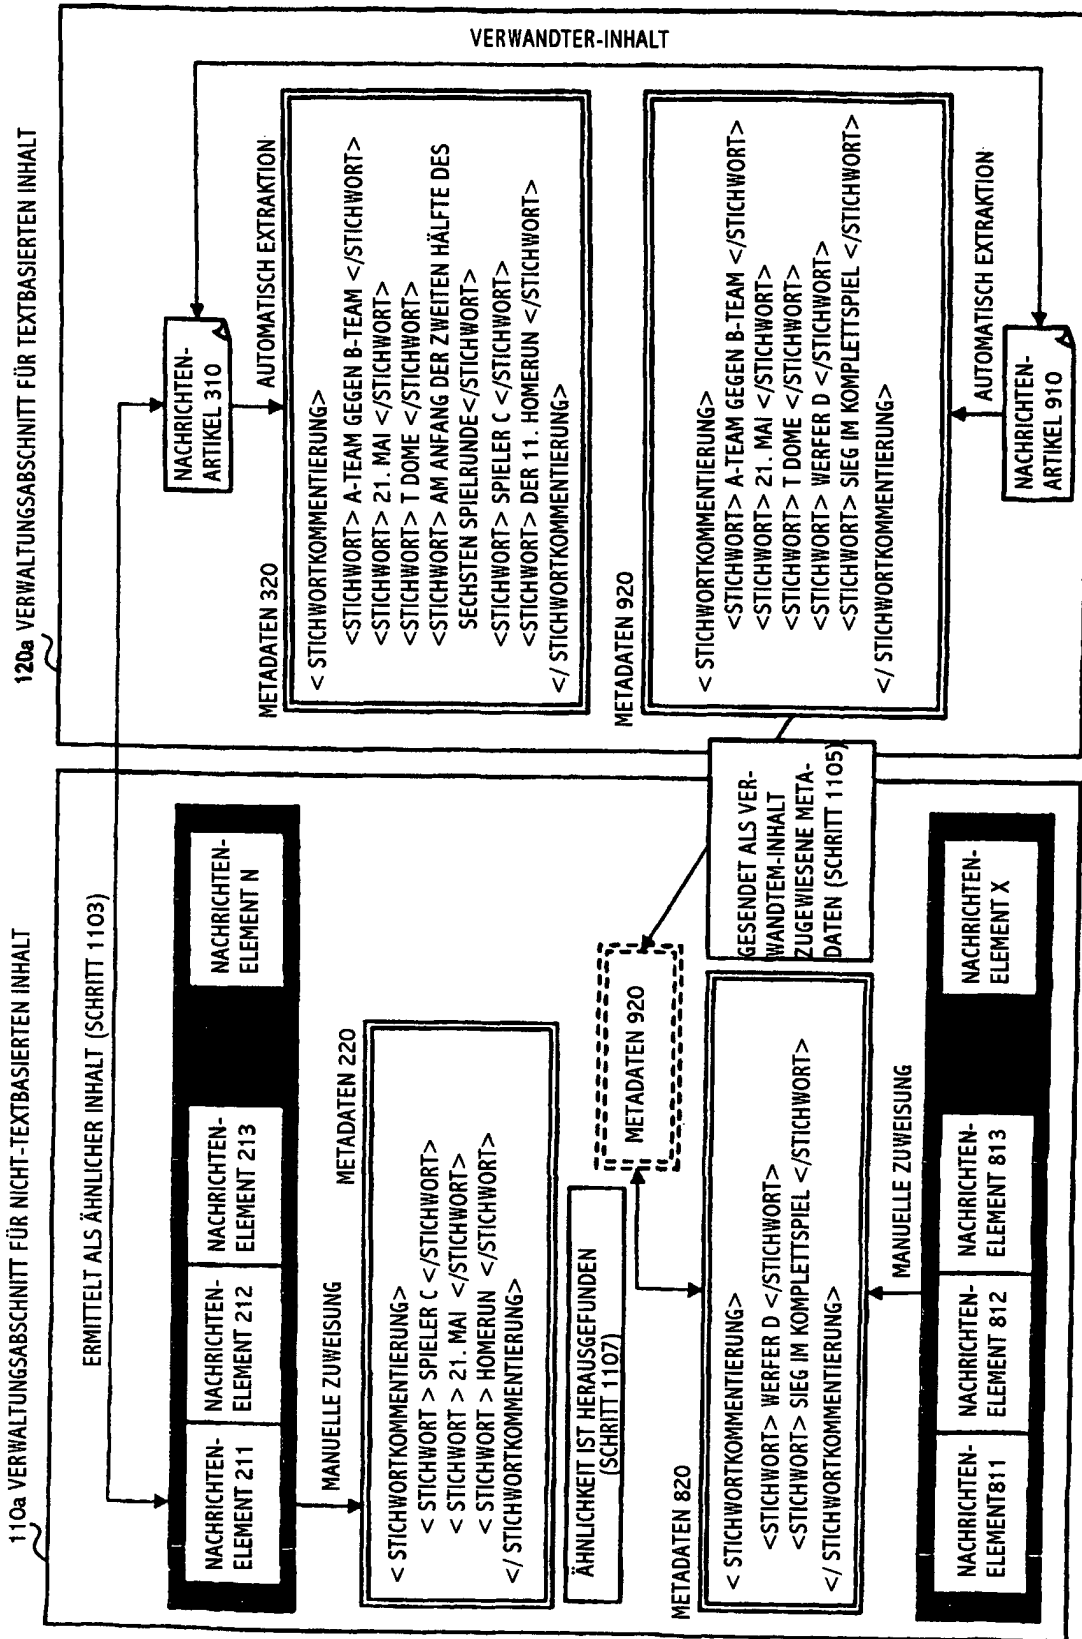 110a VERWALTUNGSABSCHNITT FÜR NICHT-TEXTBASIERTEN INHALT
ERMITTELT ALS ÄHNLICHER INHALT (SCHRITT 1103)
NACHRICHTEN-
ELEMENT 211
NACHRICHTEN-
ELEMENT 212
NACHRICHTEN-
ELEMENT 213
NACHRICHTEN-
ELEMENT N
MANUELLE ZUWEISUNG
METADATEN 220
< STICHWORTKOMMENTIERUNG>
< STICHWORT > SPIELER C </STICHWORT>
< STICHWORT > 21. MAI </STICHWORT>
< STICHWORT > HOMERUN </STICHWORT>
</ STICHWORTKOMMENTIERUNG>
ÄHNLICHKEIT IST HERAUSGEFUNDEN
(SCHRITT 1107)
METADATEN 920
METADATEN 820
< STICHWORTKOMMENTIERUNG>
<STICHWORT> WERFER D </STICHWORT>
<STICHWORT> SIEG IM KOMPLETTSPIEL </STICHWORT>
</ STICHWORTKOMMENTIERUNG>
GESENDET ALS VER-
WANDTEM-INHALT
ZUGEWIESENE META-
DATEN (SCHRITT 1105)
MANUELLE ZUWEISUNG
NACHRICHTEN-
ELEMENT811
NACHRICHTEN-
ELEMENT 812
NACHRICHTEN-
ELEMENT 813
NACHRICHTEN-
ELEMENT X
120a VERWALTUNGSABSCHNITT FÜR TEXTBASIERTEN INHALT
NACHRICHTEN-
ARTIKEL 310
VERWANDTER-INHALT
AUTOMATISCH EXTRAKTION
METADATEN 320
< STICHWORTKOMMENTIERUNG>
<STICHWORT> A-TEAM GEGEN B-TEAM </STICHWORT>
<STICHWORT> 21. MAI </STICHWORT>
<STICHWORT> T DOME </STICHWORT>
<STICHWORT> AM ANFANG DER ZWEITEN HÄLFTE DES
SECHSTEN SPIELRUNDE</STICHWORT>
<STICHWORT> SPIELER C </STICHWORT>
<STICHWORT> DER 11. HOMERUN </STICHWORT>
</ STICHWORTKOMMENTIERUNG>
METADATEN 920
< STICHWORTKOMMENTIERUNG>
<STICHWORT> A-TEAM GEGEN B-TEAM </STICHWORT>
<STICHWORT> 21. MAI </STICHWORT>
<STICHWORT> T DOME </STICHWORT>
<STICHWORT> WERFER D </STICHWORT>
<STICHWORT> SIEG IM KOMPLETTSPIEL </STICHWORT>
</ STICHWORTKOMMENTIERUNG>
AUTOMATISCH EXTRAKTION
NACHRICHTEN-
ARTIKEL 910